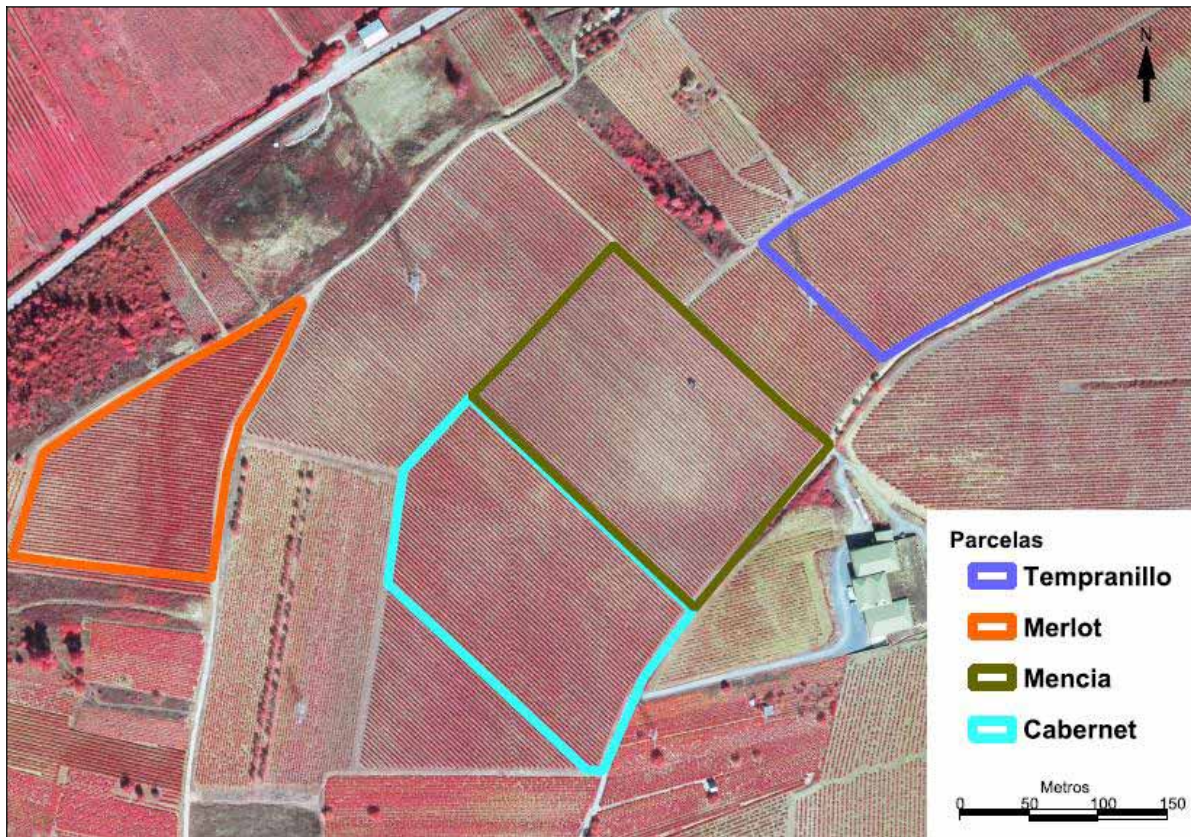 N
Parcelas
Tempranillo
Merlot
Mencia
Cabernet
Metros
0 50 100 150